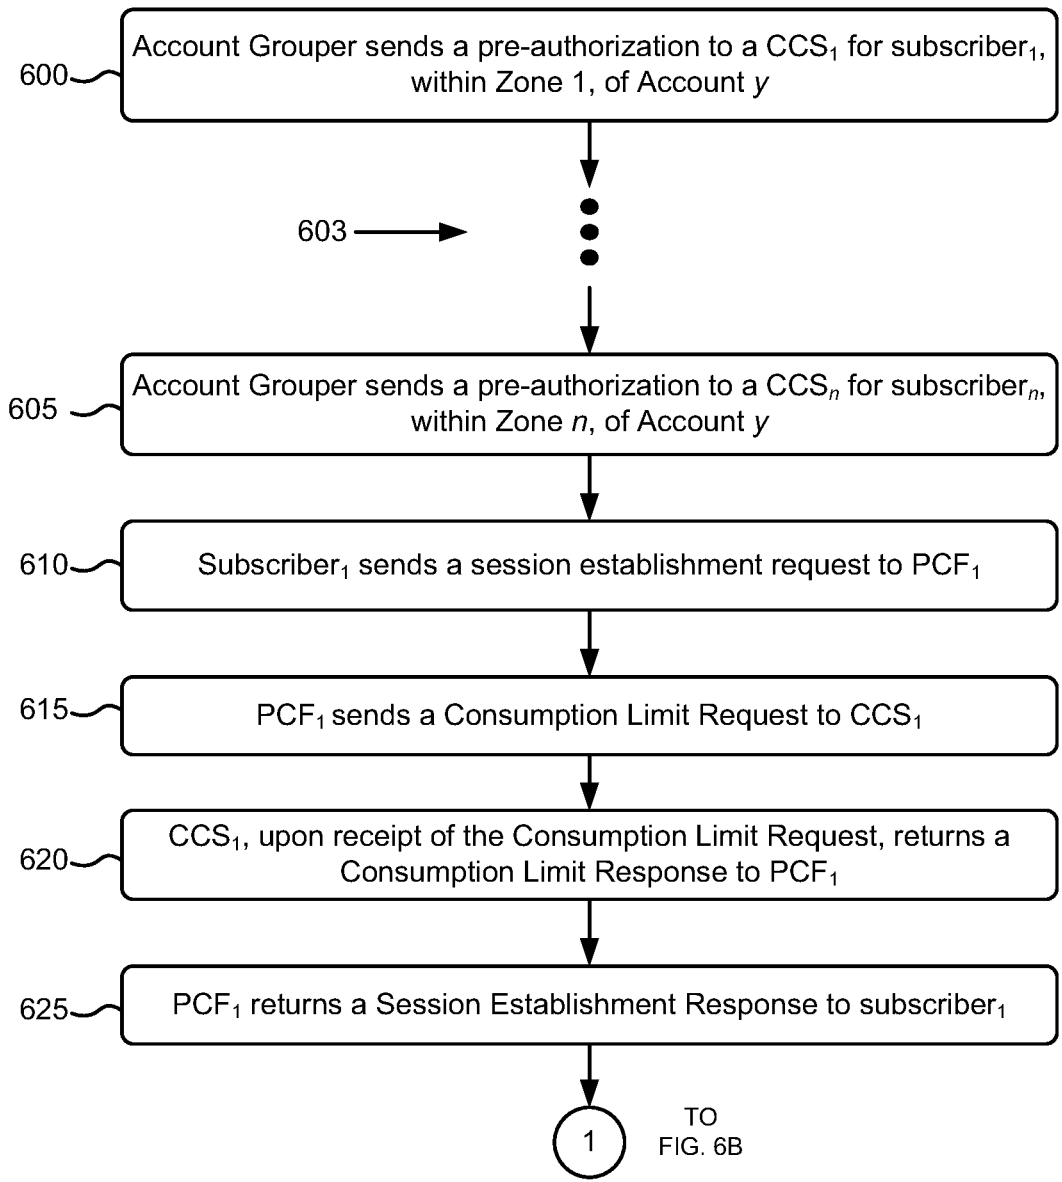 600
Account Grouper sends a pre-authorization to a CCS₁ for subscriber₁,
within Zone 1, of Account y
603
605
Account Grouper sends a pre-authorization to a CCSₙ for subscriberₙ,
within Zone n, of Account y
610
Subscriber₁ sends a session establishment request to PCF₁
615
PCF₁ sends a Consumption Limit Request to CCS₁
620
CCS₁, upon receipt of the Consumption Limit Request, returns a
Consumption Limit Response to PCF₁
625
PCF₁ returns a Session Establishment Response to subscriber₁
1
TO
FIG. 6B